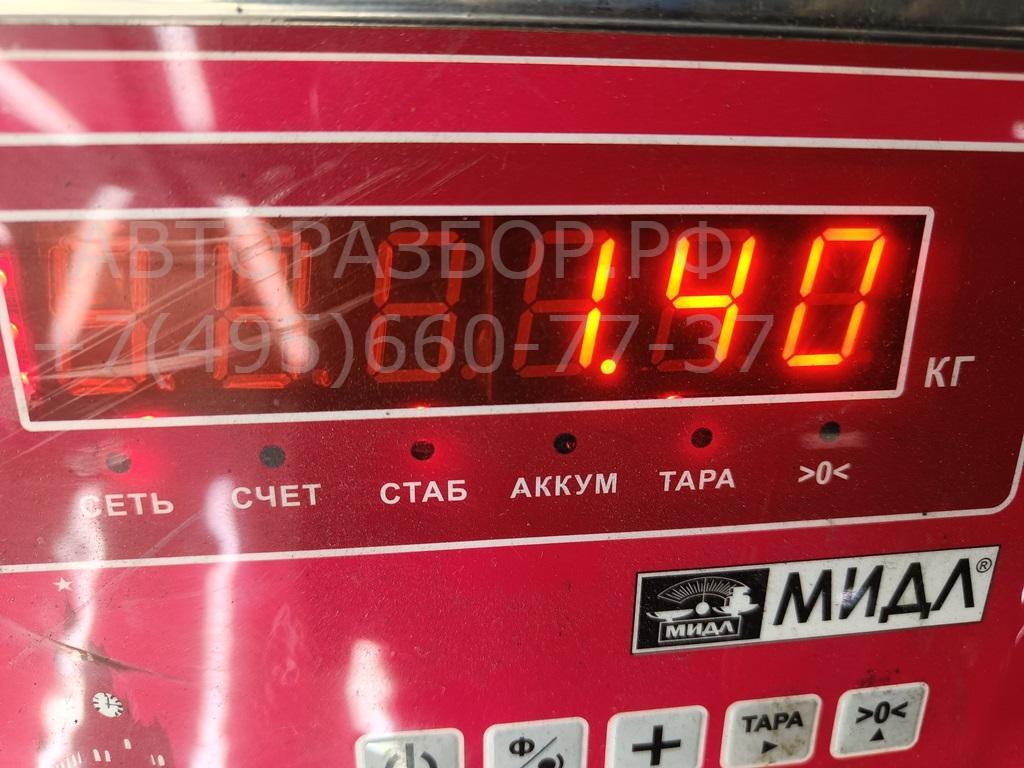 АВТОРАЗБОР.РФ
+7(495)660-77-37
1.40
КГ
СЕТЬ СЧЕТ СТАБ АККУМ ТАРА >0<
МИДЛ МИДЛ®
Ф/ + ТАРА >0<